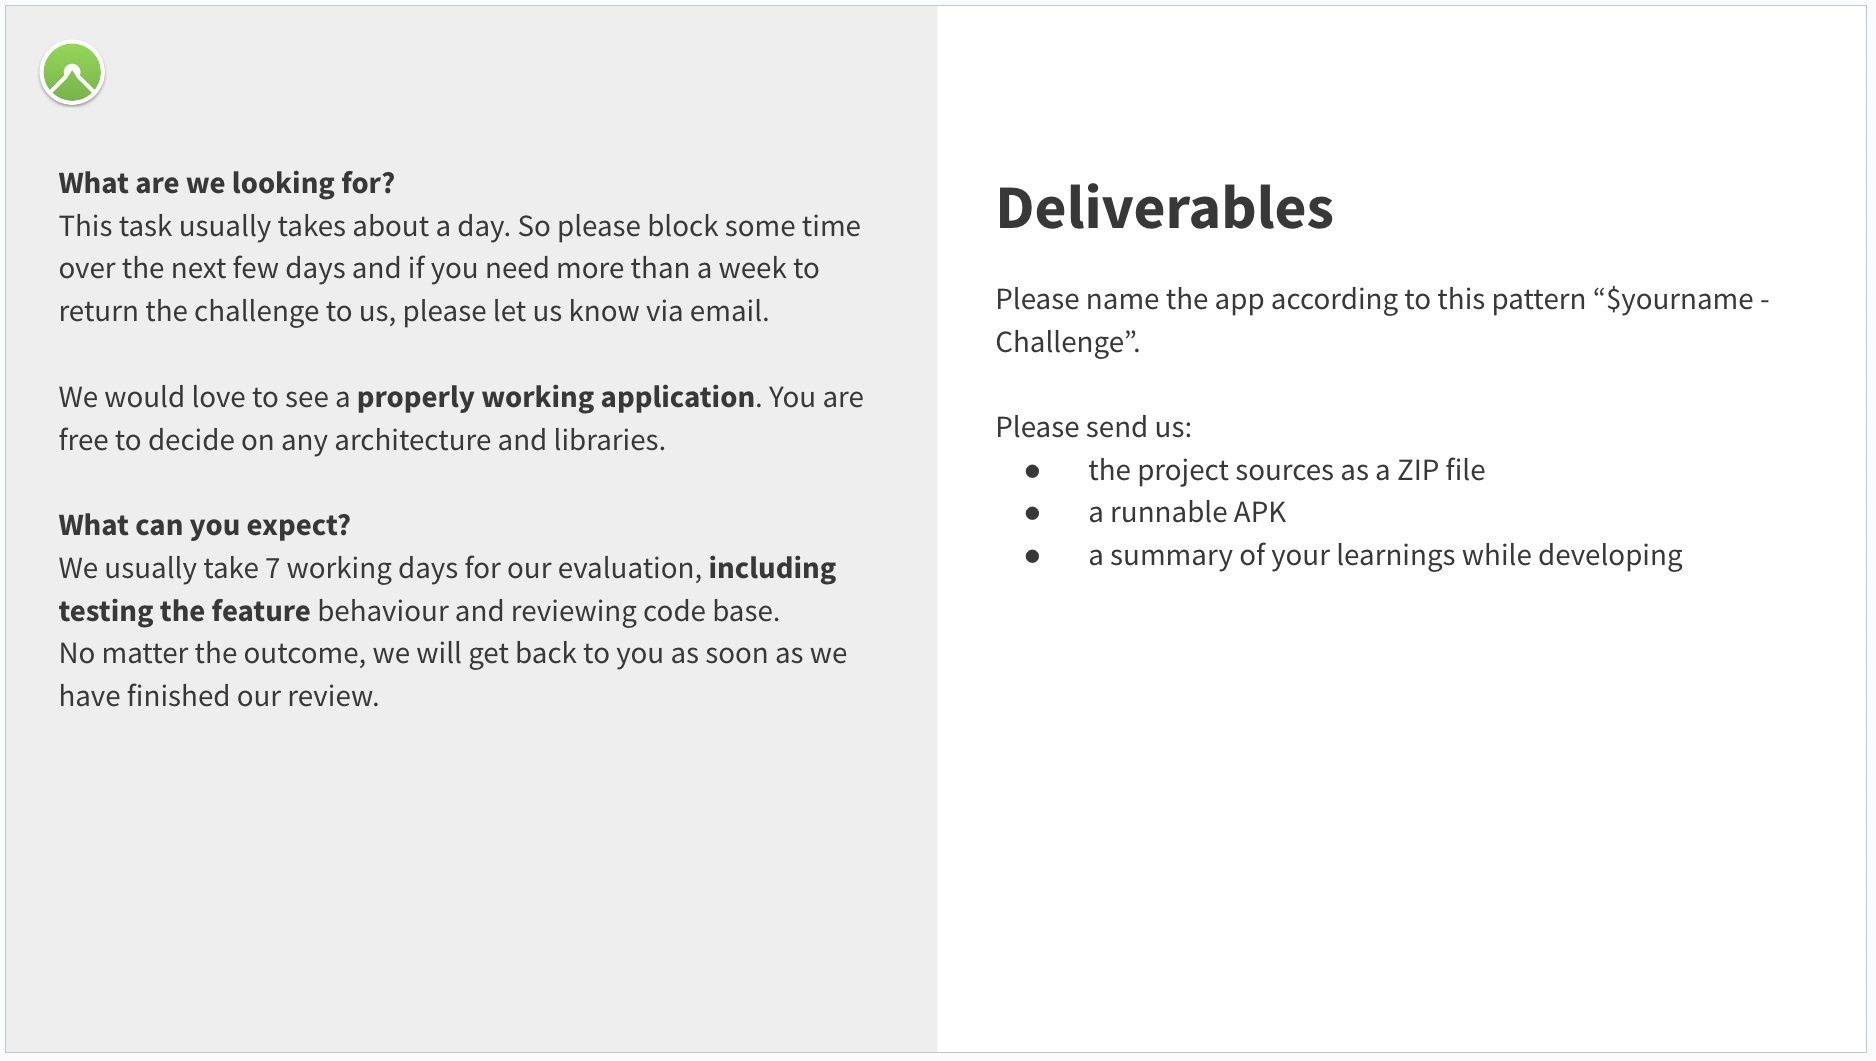 What are we looking for?
This task usually takes about a day. So please block some time
over the next few days and if you need more than a week to
return the challenge to us, please let us know via email.
We would love to see a properly working application. You are
free to decide on any architecture and libraries.
What can you expect?
We usually take 7 working days for our evaluation, including
testing the feature behaviour and reviewing code base.
No matter the outcome, we will get back to you as soon as we
have finished our review.
Deliverables
Please name the app according to this pattern “$yourname -
Challenge”.
Please send us:
● the project sources as a ZIP file
● a runnable APK
● a summary of your learnings while developing